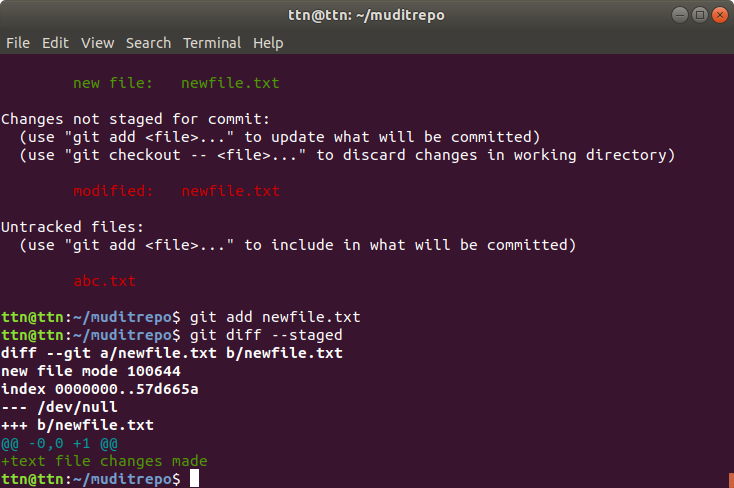 ttn@ttn: ~/muditrepo
File Edit View Search Terminal Help
new file:   newfile.txt
Changes not staged for commit:
(use "git add <file>..." to update what will be committed)
(use "git checkout -- <file>..." to discard changes in working directory)
modified:   newfile.txt
Untracked files:
(use "git add <file>..." to include in what will be committed)
abc.txt
ttn@ttn:~/muditrepo$ git add newfile.txt
ttn@ttn:~/muditrepo$ git diff --staged
diff --git a/newfile.txt b/newfile.txt
new file mode 100644
index 0000000..57d665a
--- /dev/null
+++ b/newfile.txt
@@ -0,0 +1 @@
+text file changes made
ttn@ttn:~/muditrepo$